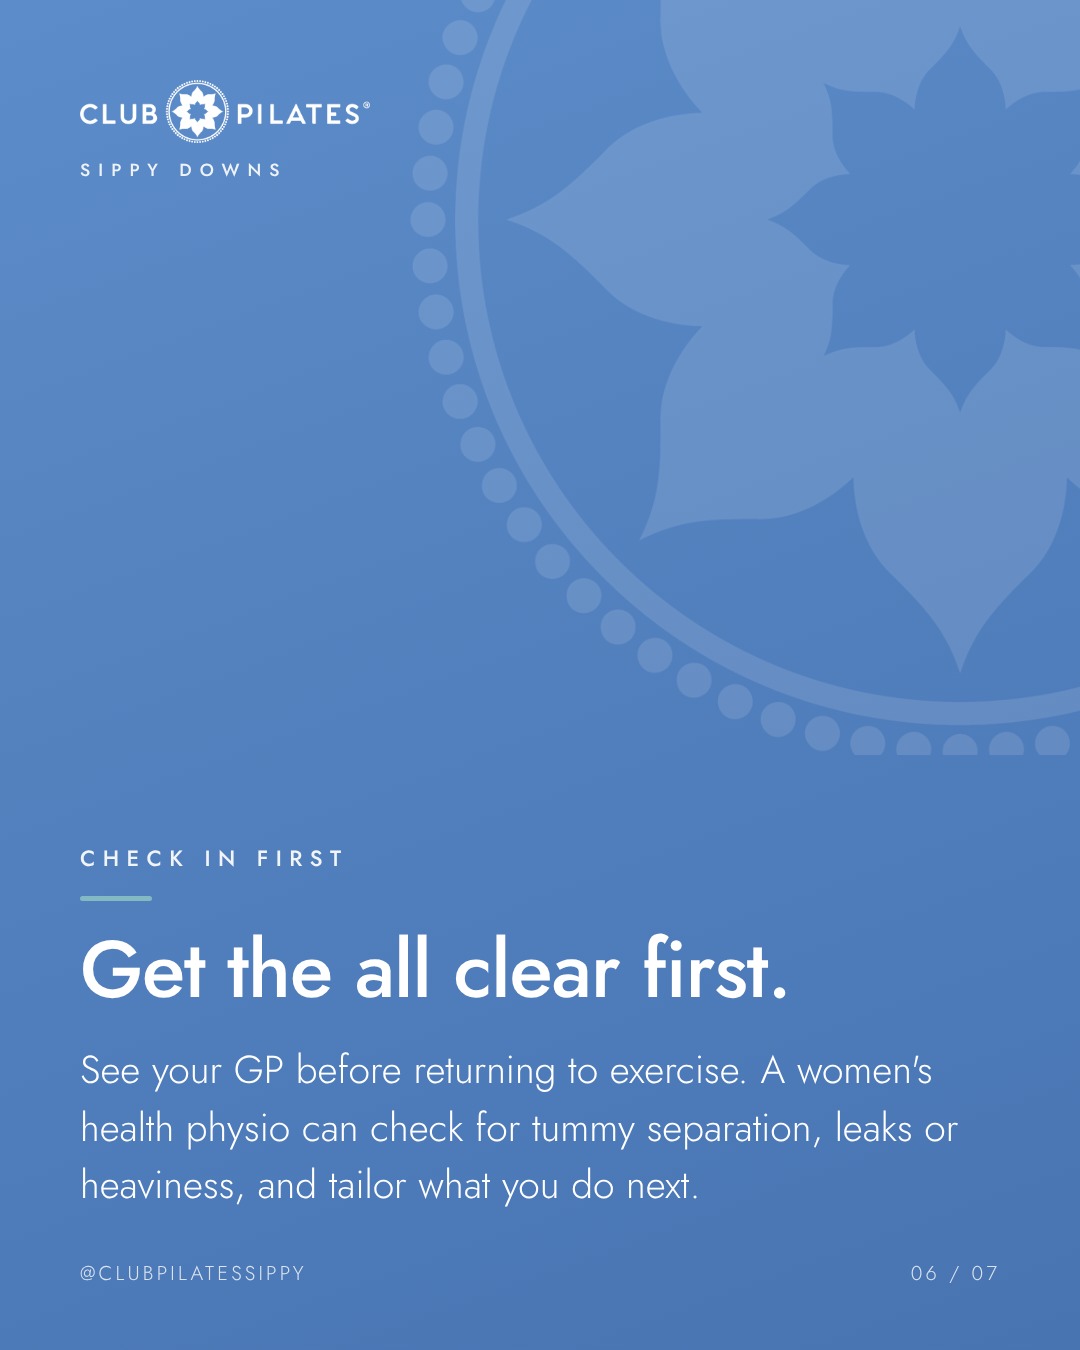 CLUB PILATES®
SIPPY DOWNS
CHECK IN FIRST
Get the all clear first.
See your GP before returning to exercise. A women's
health physio can check for tummy separation, leaks or
heaviness, and tailor what you do next.
@CLUBPILATESSIPPY
06 / 07